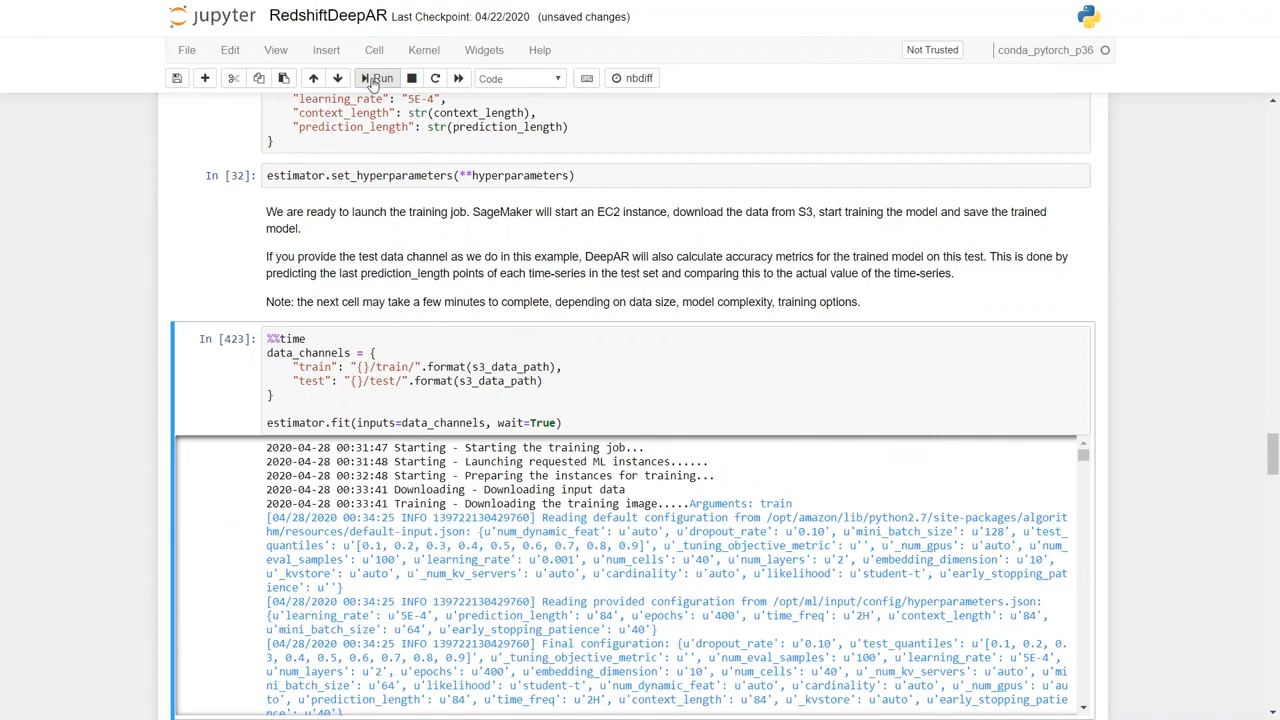 jupyter RedshiftDeepAR Last Checkpoint: 04/22/2020 (unsaved changes)
File Edit View Insert Cell Kernel Widgets Help Not Trusted conda_pytorch_p36
Run Code nbdiff
"learning_rate": "5E-4",
"context_length": str(context_length),
"prediction_length": str(prediction_length)
}
In [32]: estimator.set_hyperparameters(**hyperparameters)
We are ready to launch the training job. SageMaker will start an EC2 instance, download the data from S3, start training the model and save the trained
model.
If you provide the test data channel as we do in this example, DeepAR will also calculate accuracy metrics for the trained model on this test. This is done by
predicting the last prediction_length points of each time-series in the test set and comparing this to the actual value of the time-series.
Note: the next cell may take a few minutes to complete, depending on data size, model complexity, training options.
In [423]: %%time
data_channels = {
"train": "{}/train/".format(s3_data_path),
"test": "{}/test/".format(s3_data_path)
}
estimator.fit(inputs=data_channels, wait=True)
2020-04-28 00:31:47 Starting - Starting the training job...
2020-04-28 00:31:48 Starting - Launching requested ML instances......
2020-04-28 00:32:48 Starting - Preparing the instances for training...
2020-04-28 00:33:41 Downloading - Downloading input data
2020-04-28 00:33:41 Training - Downloading the training image.....Arguments: train
[04/28/2020 00:34:25 INFO 139722130429760] Reading default configuration from /opt/amazon/lib/python2.7/site-packages/algorit
hm/resources/default-input.json: {u'num_dynamic_feat': u'auto', u'dropout_rate': u'0.10', u'mini_batch_size': u'128', u'test_
quantiles': u'[0.1, 0.2, 0.3, 0.4, 0.5, 0.6, 0.7, 0.8, 0.9]', u'_tuning_objective_metric': u'', u'_num_gpus': u'auto', u'num_
eval_samples': u'100', u'learning_rate': u'0.001', u'num_cells': u'40', u'num_layers': u'2', u'embedding_dimension': u'10',
u'_kvstore': u'auto', u'_num_kv_servers': u'auto', u'cardinality': u'auto', u'likelihood': u'student-t', u'early_stopping_pat
ience': u''}
[04/28/2020 00:34:25 INFO 139722130429760] Reading provided configuration from /opt/ml/input/config/hyperparameters.json:
{u'learning_rate': u'5E-4', u'prediction_length': u'84', u'epochs': u'400', u'time_freq': u'2H', u'context_length': u'84',
u'mini_batch_size': u'64', u'early_stopping_patience': u'40'}
[04/28/2020 00:34:25 INFO 139722130429760] Final configuration: {u'dropout_rate': u'0.10', u'test_quantiles': u'[0.1, 0.2, 0.
3, 0.4, 0.5, 0.6, 0.7, 0.8, 0.9]', u'_tuning_objective_metric': u'', u'num_eval_samples': u'100', u'learning_rate': u'5E-4',
u'num_layers': u'2', u'epochs': u'400', u'embedding_dimension': u'10', u'num_cells': u'40', u'_num_kv_servers': u'auto', u'mi
ni_batch_size': u'64', u'likelihood': u'student-t', u'num_dynamic_feat': u'auto', u'cardinality': u'auto', u'_num_gpus': u'au
to', u'prediction_length': u'84', u'time_freq': u'2H', u'context_length': u'84', u'_kvstore': u'auto', u'early_stopping_patie
nce': u'40'}